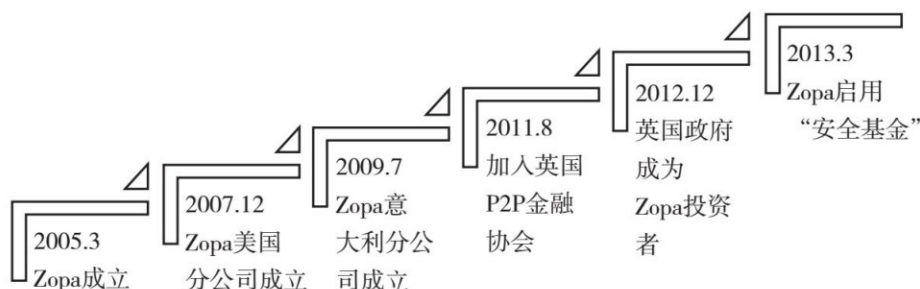 2005.3
Zopa成立
2007.12
Zopa美国
分公司成立
2009.7
Zopa意
大利分公
司成立
2011.8
加入英国
P2P金融
协会
2012.12
英国政府
成为
Zopa投资
者
2013.3
Zopa启用
“安全基金”